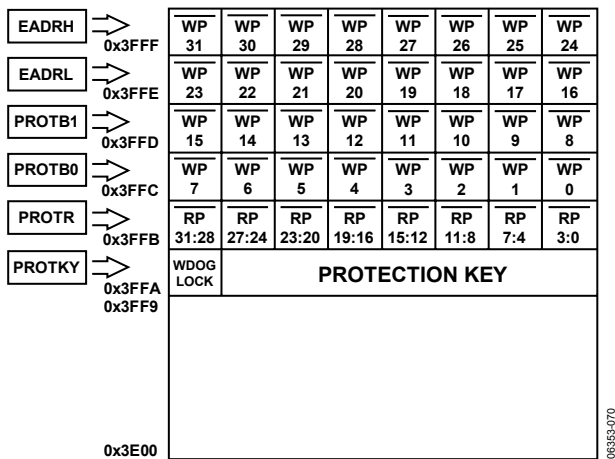 EADRH 0x3FFF WP 31 WP 30 WP 29 WP 28 WP 27 WP 26 WP 25 WP 24
EADRL 0x3FFE WP 23 WP 22 WP 21 WP 20 WP 19 WP 18 WP 17 WP 16
PROTB1 0x3FFD WP 15 WP 14 WP 13 WP 12 WP 11 WP 10 WP 9 WP 8
PROTB0 0x3FFC WP 7 WP 6 WP 5 WP 4 WP 3 WP 2 WP 1 WP 0
PROTR 0x3FFB RP 31:28 RP 27:24 RP 23:20 RP 19:16 RP 15:12 RP 11:8 RP 7:4 RP 3:0
PROTKY 0x3FFA WDOG LOCK PROTECTION KEY
0x3FF9
0x3E00
06353-070